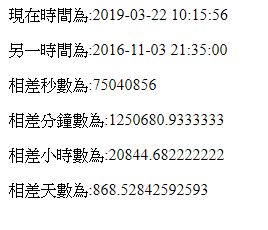 現在時間為:2019-03-22 10:15:56
另一時間為:2016-11-03 21:35:00
相差秒數為:75040856
相差分鐘數為:1250680.9333333
相差小時數為:20844.682222222
相差天數為:868.52842592593